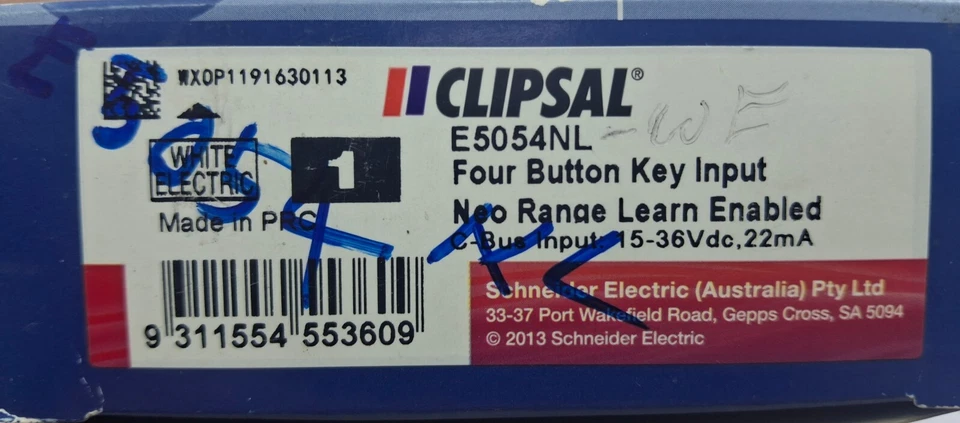 WX0P1191630113
CLIPSAL®
E5054NL -WE
Four Button Key Input
Neo Range Learn Enabled
C-Bus Input: 15-36Vdc,22mA
WHITE
ELECTRIC
1
Made in PRC
9 311554 553609
Schneider Electric (Australia) Pty Ltd
33-37 Port Wakefield Road, Gepps Cross, SA 5094
© 2013 Schneider Electric